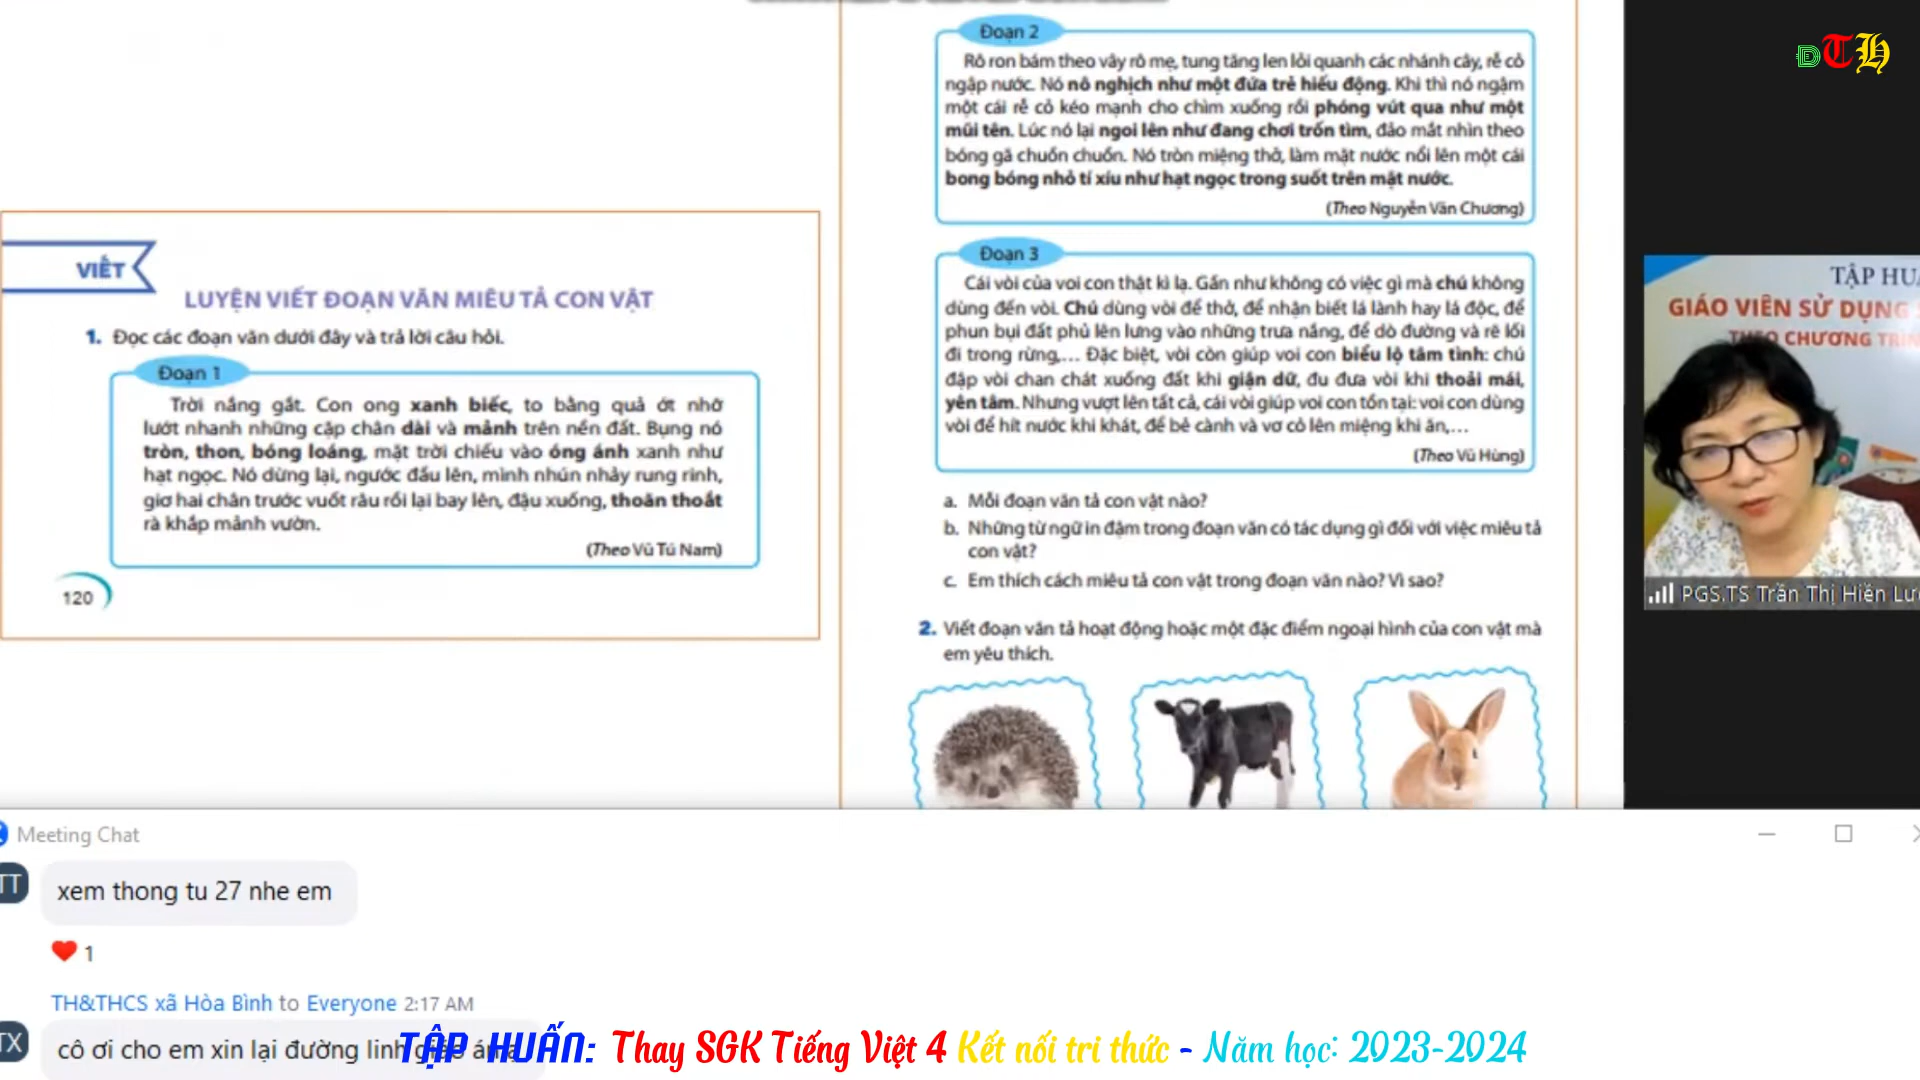 VIẾT
LUYỆN VIẾT ĐOẠN VĂN MIÊU TẢ CON VẬT
1. Đọc các đoạn văn dưới đây và trả lời câu hỏi.
Đoạn 1
Trời nắng gắt. Con ong xanh biếc, to bằng quả ớt nhỡ
lướt nhanh những cặp chân dài và mảnh trên nền đất. Bụng nó
tròn, thon, bóng loáng, mặt trời chiếu vào óng ánh xanh như
hạt ngọc. Nó dừng lại, ngước đầu lên, mình nhún nhảy rung rinh,
giơ hai chân trước vuốt râu rồi lại bay lên, đậu xuống, thoăn thoắt
rà khắp mảnh vườn.
(Theo Vũ Tú Nam)
120
Đoạn 2
Rô ron bám theo vây rô mẹ, tung tăng len lỏi quanh các nhánh cây, rễ cỏ
ngập nước. Nó nô nghịch như một đứa trẻ hiếu động. Khi thì nó ngậm
một cái rễ cỏ kéo mạnh cho chìm xuống rồi phóng vút qua như một
mũi tên. Lúc nó lại ngoi lên như đang chơi trốn tìm, đảo mắt nhìn theo
bóng gã chuồn chuồn. Nó tròn miệng thở, làm mặt nước nổi lên một cái
bong bóng nhỏ tí xíu như hạt ngọc trong suốt trên mặt nước.
(Theo Nguyễn Văn Chương)
Đoạn 3
Cái vòi của voi con thật kì lạ. Gần như không có việc gì mà chú không
dùng đến vòi. Chú dùng vòi để thở, để nhận biết lá lành hay lá độc, để
phun bụi đất phủ lên lưng vào những trưa nắng, để dò đường và rẽ lối
đi trong rừng,... Đặc biệt, vòi còn giúp voi con biểu lộ tâm tình: chú
đập vòi chan chát xuống đất khi giận dữ, đu đưa vòi khi thoải mái,
yên tâm. Nhưng vượt lên tất cả, cái vòi giúp voi con tồn tại: voi con dùng
vòi để hít nước khi khát, để bẻ cành và vơ cỏ lên miệng khi ăn,...
(Theo Vũ Hùng)
a. Mỗi đoạn văn tả con vật nào?
b. Những từ ngữ in đậm trong đoạn văn có tác dụng gì đối với việc miêu tả
con vật?
c. Em thích cách miêu tả con vật trong đoạn văn nào? Vì sao?
2. Viết đoạn văn tả hoạt động hoặc một đặc điểm ngoại hình của con vật mà
em yêu thích.
DTH
TẬP HU
GIÁO VIÊN SỬ DỤNG
THEO CHƯƠNG TRÌN
PGS.TS Trần Thị Hiền Lư
Meeting Chat
TT
xem thong tu 27 nhe em
1
TH&THCS xã Hòa Bình to Everyone 2:17 AM
TX
cô ơi cho em xin lại đường linh giáo án
TẬP HUẤN: Thay SGK Tiếng Việt 4 Kết nối tri thức - Năm học: 2023-2024